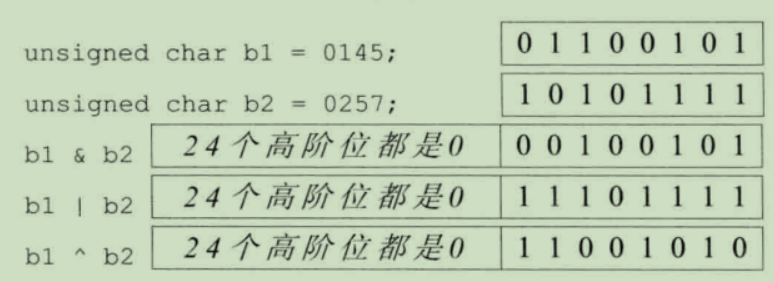 unsigned char b1 = 0145; 0 1 1 0 0 1 0 1
unsigned char b2 = 0257; 1 0 1 0 1 1 1 1
b1 & b2 24个高阶位都是0 0 0 1 0 0 1 0 1
b1 | b2 24个高阶位都是0 1 1 1 0 1 1 1 1
b1 ^ b2 24个高阶位都是0 1 1 0 0 1 0 1 0